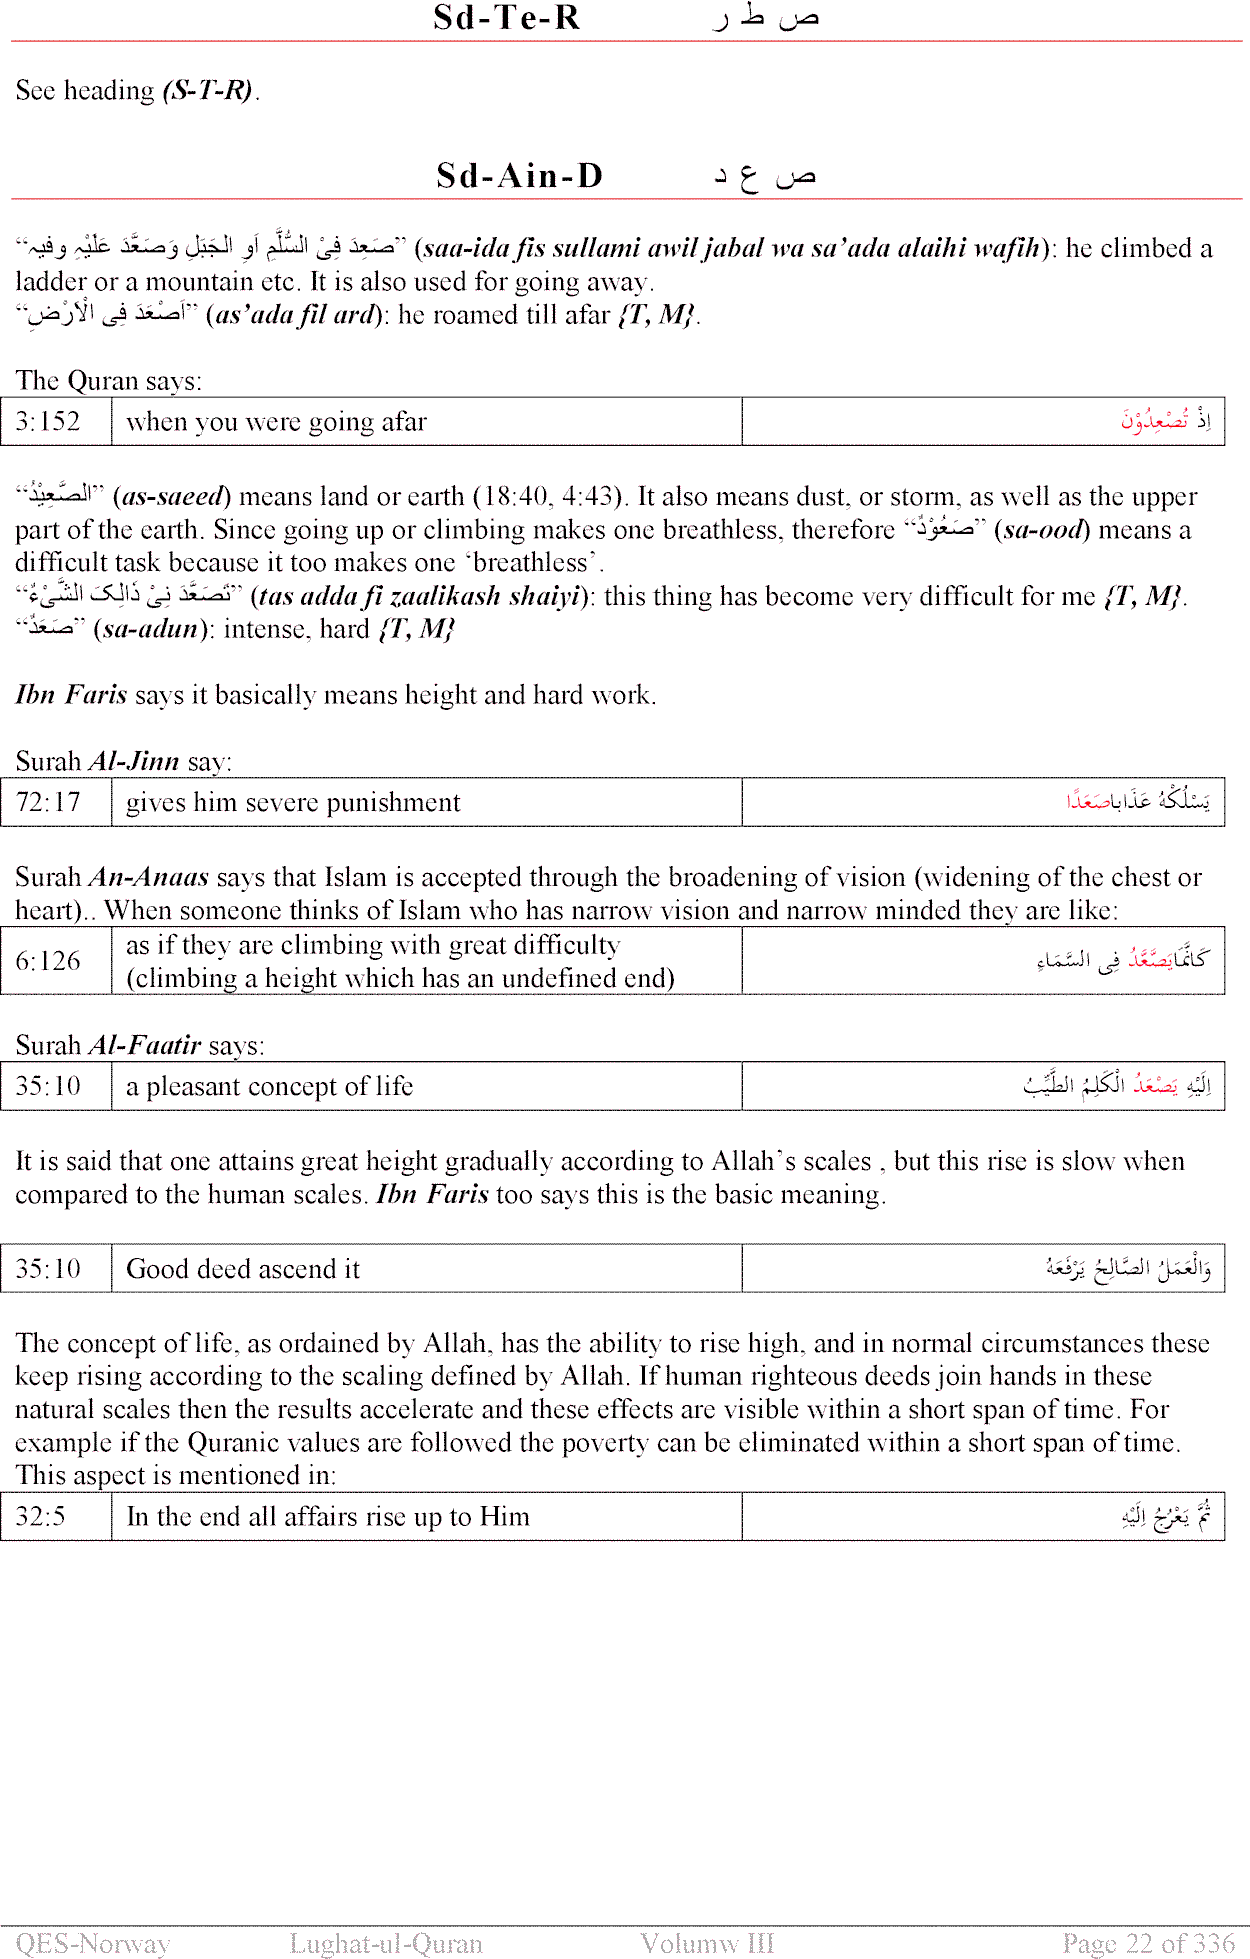 Sd-Te-R ص ط ر
See heading (S-T-R).
Sd-Ain-D ص ع د
“صَعِدَ فِیْ السُّلَّمِ اَوِ الجَبَلِ وَصَعَّدَ عَلَیْہِ وفیہ” (saa-ida fis sullami awil jabal wa sa’ada alaihi wafih): he climbed a
ladder or a mountain etc. It is also used for going away.
“اَصْعَدَ فِی الْاَرْضِ” (as’ada fil ard): he roamed till afar {T, M}.
The Quran says:
3:152 when you were going afar اِذْ تُصْعِدُوْنَ
“الصَّعِیْدُ” (as-saeed) means land or earth (18:40, 4:43). It also means dust, or storm, as well as the upper
part of the earth. Since going up or climbing makes one breathless, therefore “صَعُوْدٌ” (sa-ood) means a
difficult task because it too makes one ‘breathless’.
“تَصَعَّدَ نِیْ ذَالِکَ الشَّیْءُ” (tas adda fi zaalikash shaiyi): this thing has become very difficult for me {T, M}.
“صَعَدٌ” (sa-adun): intense, hard {T, M}
Ibn Faris says it basically means height and hard work.
Surah Al-Jinn say:
72:17 gives him severe punishment يَسْلُكْهُ عَذَاباصَعَدًا
Surah An-Anaas says that Islam is accepted through the broadening of vision (widening of the chest or
heart).. When someone thinks of Islam who has narrow vision and narrow minded they are like:
6:126 as if they are climbing with great difficulty
(climbing a height which has an undefined end) كَاَنَّمَايَصَّعَّدُ فِى السَّمَاءِ
Surah Al-Faatir says:
35:10 a pleasant concept of life اِلَيْهِ يَصْعَدُ الْكَلِمُ الطَّيِّبُ
It is said that one attains great height gradually according to Allah’s scales , but this rise is slow when
compared to the human scales. Ibn Faris too says this is the basic meaning.
35:10 Good deed ascend it وَالْعَمَلُ الصَّالِحُ يَرْفَعَهُ
The concept of life, as ordained by Allah, has the ability to rise high, and in normal circumstances these
keep rising according to the scaling defined by Allah. If human righteous deeds join hands in these
natural scales then the results accelerate and these effects are visible within a short span of time. For
example if the Quranic values are followed the poverty can be eliminated within a short span of time.
This aspect is mentioned in:
32:5 In the end all affairs rise up to Him ثُمَّ يَعْرُجُ اِلَيْهِ
QES-Norway Lughat-ul-Quran Volumw III Page 22 of 336